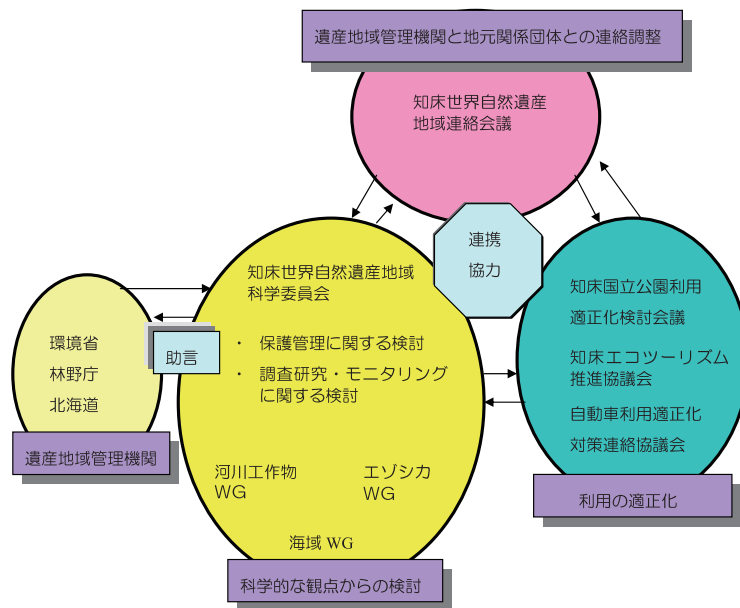 遺産地域管理機関と地元関係団体との連絡調整
知床世界自然遺産
地域連絡会議
連携
協力
知床世界自然遺産地域
科学委員会
・ 保護管理に関する検討
・ 調査研究・モニタリング
に関する検討
河川工作物
WG
エゾシカ
WG
海域 WG
科学的な観点からの検討
環境省
林野庁
北海道
助言
遺産地域管理機関
知床国立公園利用
適正化検討会議
知床エコツーリズム
推進協議会
自動車利用適正化
対策連絡協議会
利用の適正化